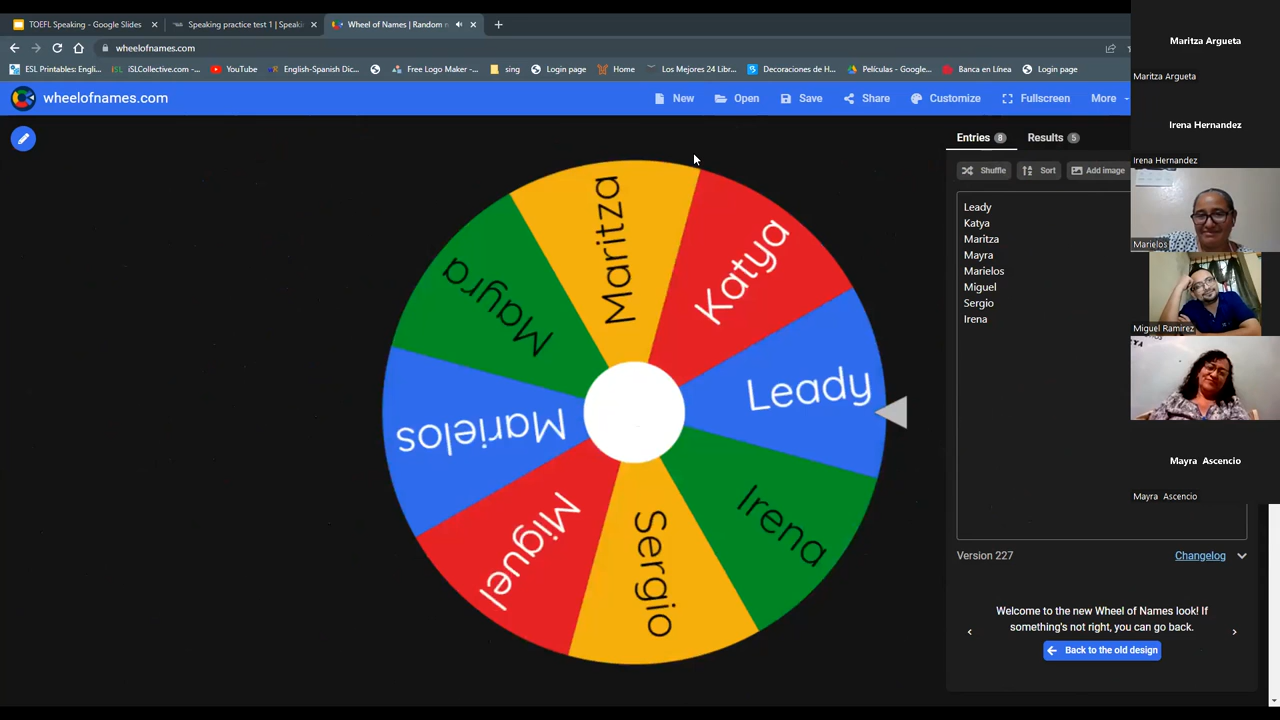 TOEFL Speaking - Google Slides
Speaking practice test 1 | Speaki
Wheel of Names | Random n
wheelofnames.com
ESL Printables: Engli...
iSLCollective.com -...
YouTube
English-Spanish Dic...
Free Logo Maker -...
sing
Login page
Home
Los Mejores 24 Libr...
Decoraciones de H...
Películas - Google...
Banca en Línea
Login page
wheelofnames.com
New
Open
Save
Share
Customize
Fullscreen
More
Entries 8
Results 5
Shuffle
Sort
Add image
Leady
Katya
Maritza
Mayra
Marielos
Miguel
Sergio
Irena
Maritza
Katya
Leady
Irena
Sergio
Miguel
Marielos
Mayra
Version 227
Changelog
Welcome to the new Wheel of Names look! If
something's not right, you can go back.
Back to the old design
Maritza Argueta
Maritza Argueta
Irena Hernandez
Irena Hernandez
Marielos
Miguel Ramirez
Mayra Ascencio
Mayra Ascencio